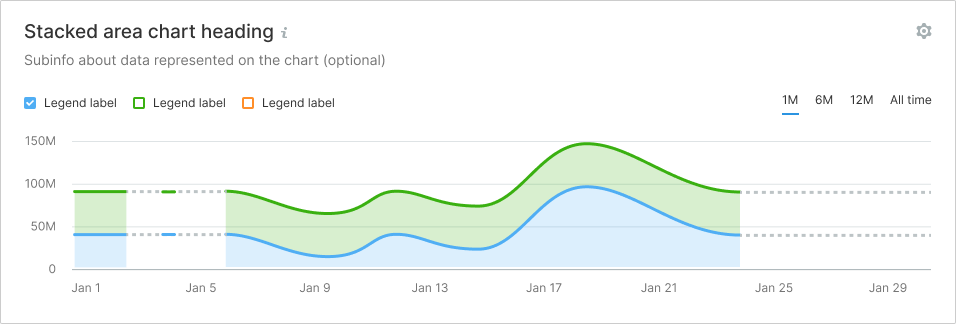 Stacked area chart heading i
Subinfo about data represented on the chart (optional)
Legend label Legend label Legend label
1M 6M 12M All time
150M
100M
50M
0
Jan 1 Jan 5 Jan 9 Jan 13 Jan 17 Jan 21 Jan 25 Jan 29